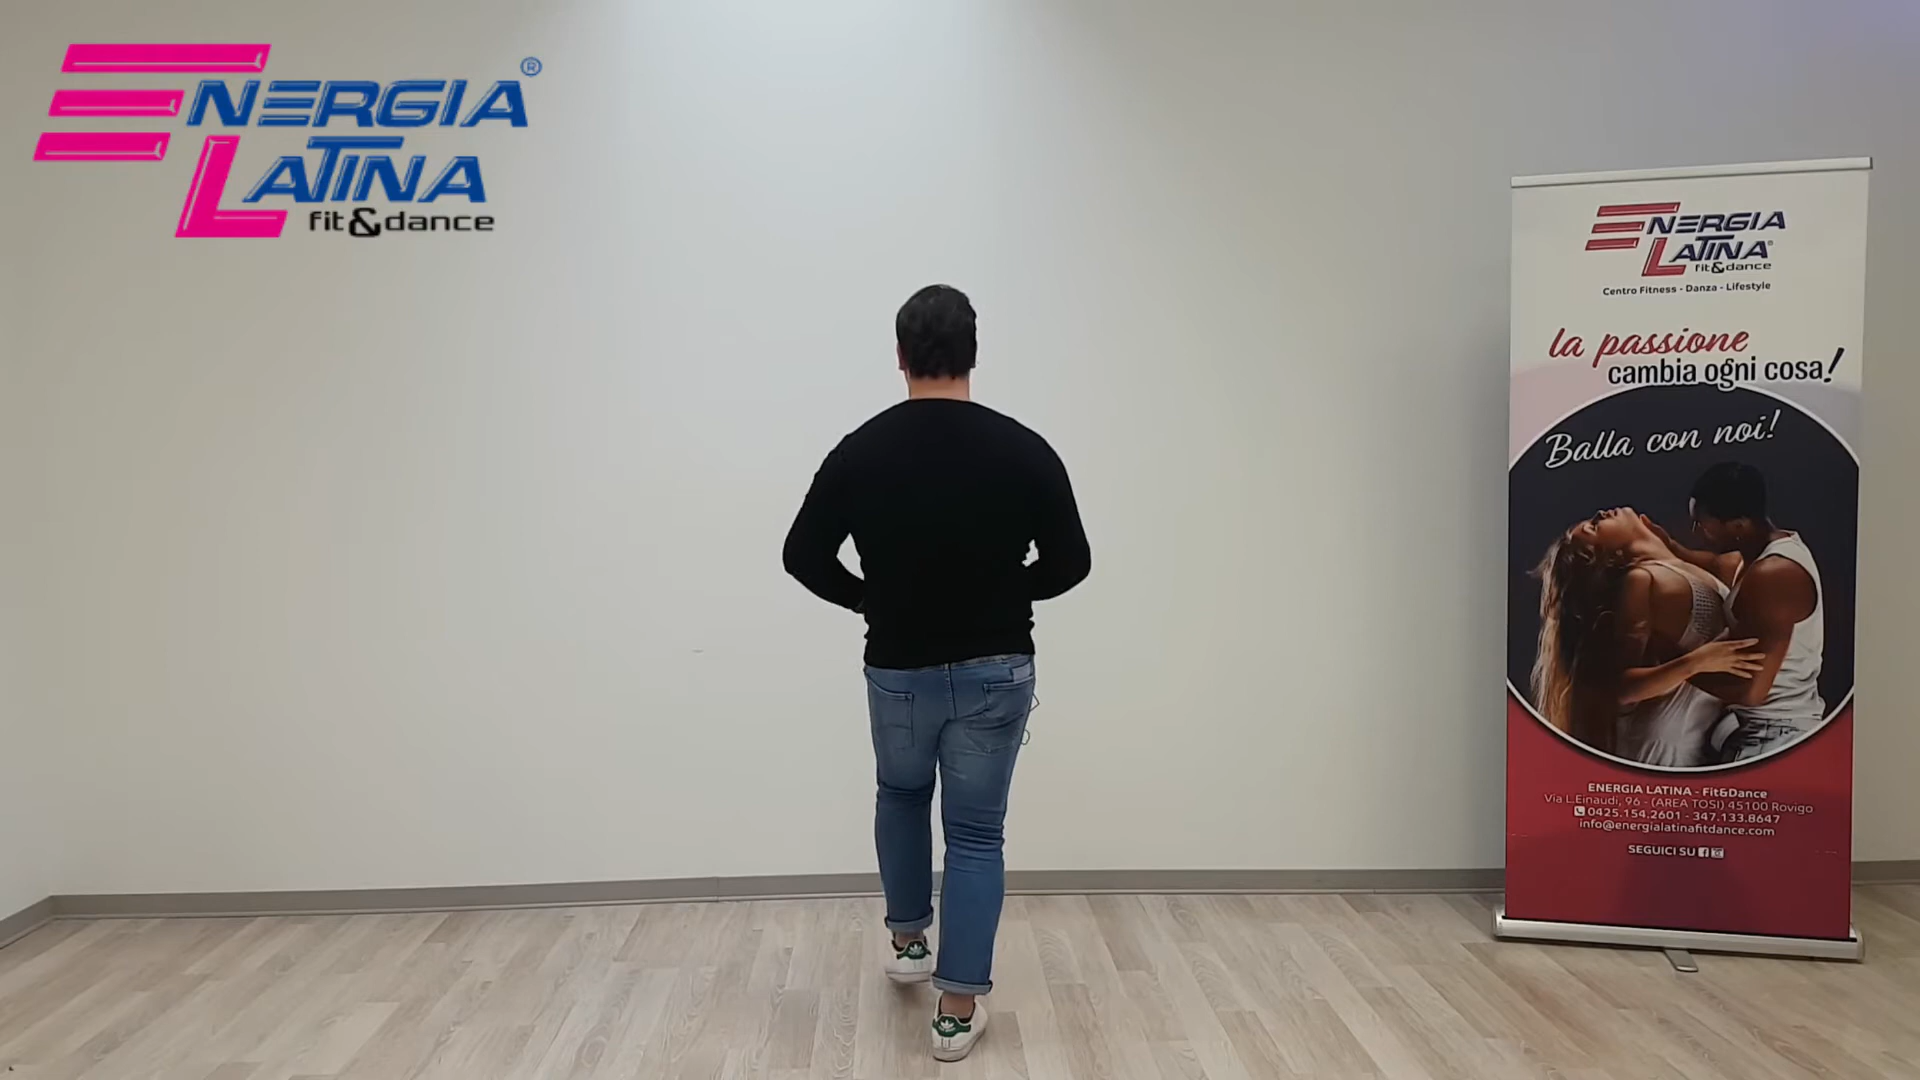 ENERGIA®
LATINA
fit&dance
ENERGIA
LATINA®
fit&dance
Centro Fitness - Danza - Lifestyle
la passione
cambia ogni cosa!
Balla con noi!
ENERGIA LATINA - Fit&Dance
Via L.Einaudi, 96 - (AREA TOSI) 45100 Rovigo
0425.154.2601 - 347.133.8647
info@energialatinafitdance.com
SEGUICI SU